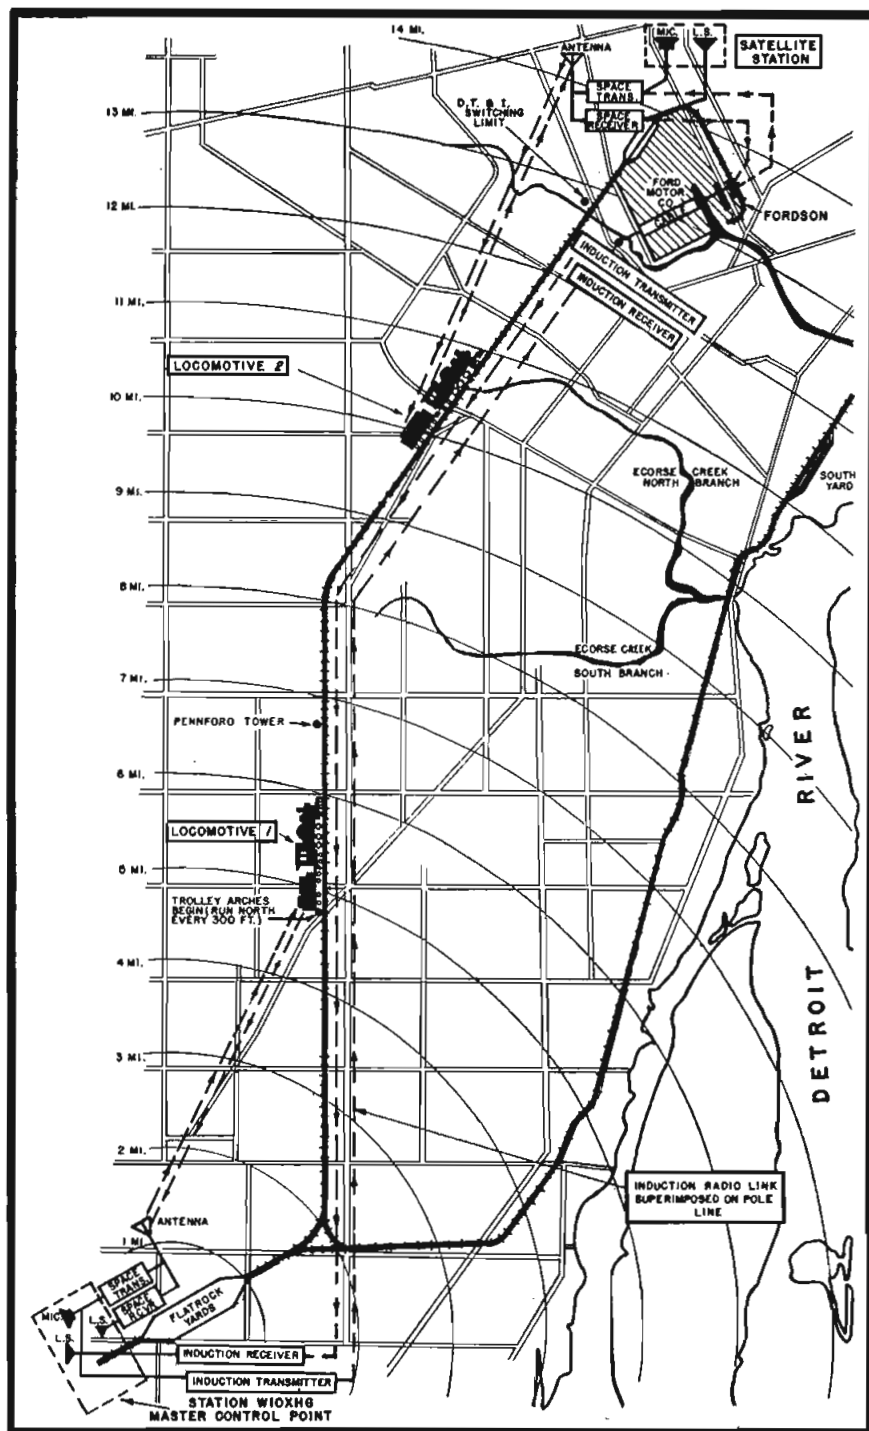 14 MI.
ANTENNA
MIC.
L.S.
SATELLITE
STATION
SPACE
TRANS.
SPACE
RECEIVER
D.T. & I.
SWITCHING
LIMIT
13 MI.
FORD
MOTOR
CO.
CABLE
FORDSON
12 MI.
INDUCTION TRANSMITTER
INDUCTION RECEIVER
11 MI.
LOCOMOTIVE 2
10 MI.
ECORSE CREEK
NORTH BRANCH
SOUTH
YARD
9 MI.
8 MI.
ECORSE CREEK
SOUTH BRANCH
7 MI.
PENNFORD TOWER
DETROIT RIVER
6 MI.
LOCOMOTIVE 1
5 MI.
TROLLEY ARCHES
BEGIN (RUN NORTH
EVERY 300 FT.)
4 MI.
3 MI.
2 MI.
INDUCTION RADIO LINK
SUPERIMPOSED ON POLE
LINE
ANTENNA
1 MI.
SPACE
TRANS.
SPACE
RCVR
FLATROCK
YARDS
MIC.
L.S.
L.S.
INDUCTION RECEIVER
INDUCTION TRANSMITTER
STATION W10XHG
MASTER CONTROL POINT